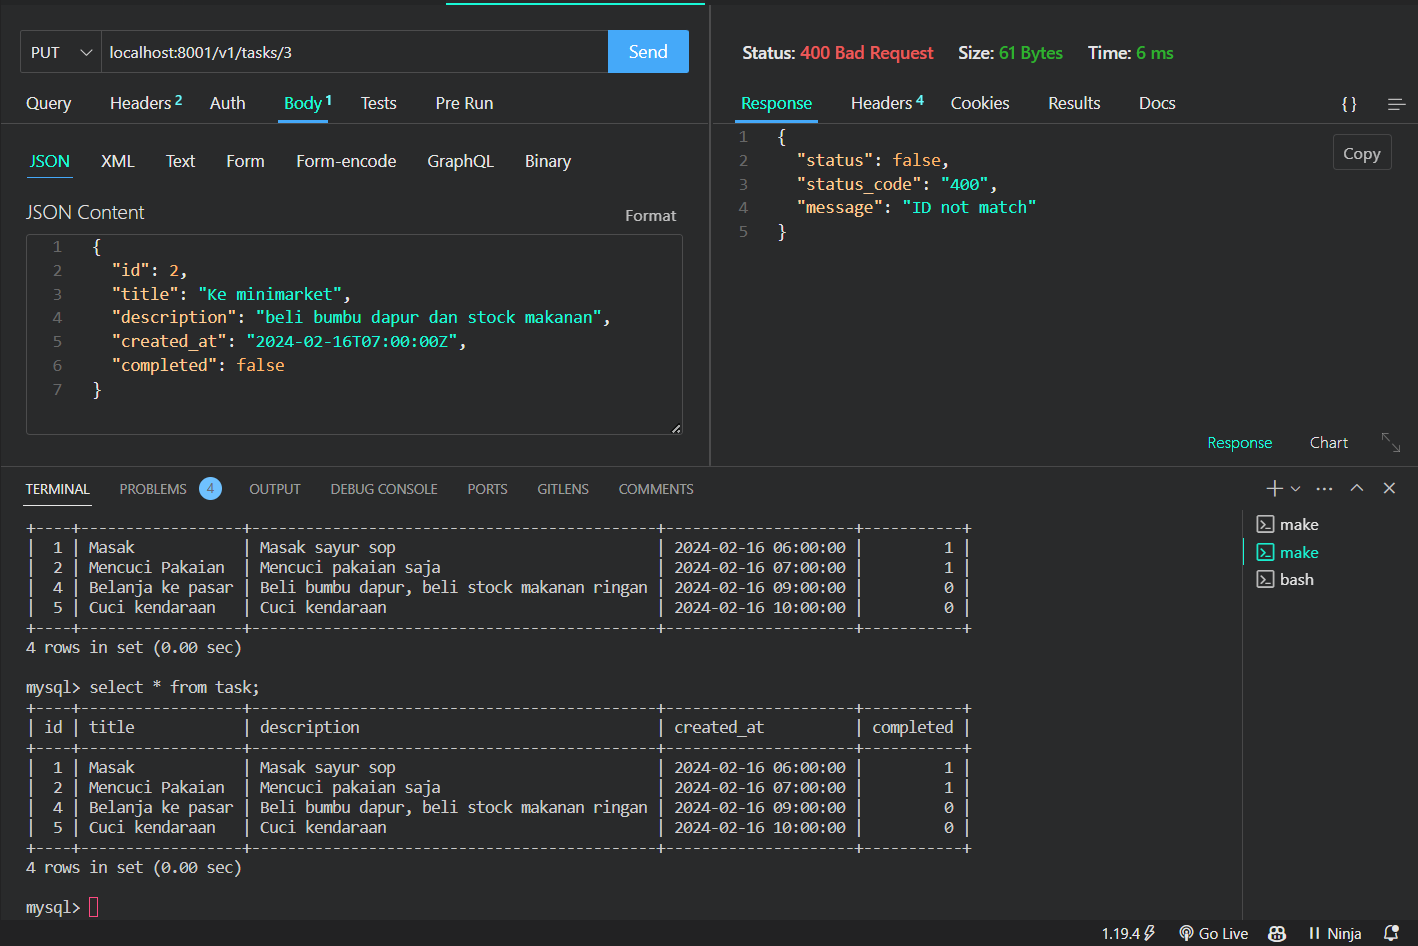 PUT localhost:8001/v1/tasks/3 Send
Query Headers 2 Auth Body 1 Tests Pre Run
JSON XML Text Form Form-encode GraphQL Binary
JSON Content Format
1 {
2 "id": 2,
3 "title": "Ke minimarket",
4 "description": "beli bumbu dapur dan stock makanan",
5 "created_at": "2024-02-16T07:00:00Z",
6 "completed": false
7 }
Status: 400 Bad Request Size: 61 Bytes Time: 6 ms
Response Headers 4 Cookies Results Docs {}
Copy
1 {
2 "status": false,
3 "status_code": "400",
4 "message": "ID not match"
5 }
Response Chart
TERMINAL PROBLEMS 4 OUTPUT DEBUG CONSOLE PORTS GITLENS COMMENTS
+----+------------------+---------------------------------------------+---------------------+-----------+
| 1 | Masak | Masak sayur sop | 2024-02-16 06:00:00 | 1 |
| 2 | Mencuci Pakaian | Mencuci pakaian saja | 2024-02-16 07:00:00 | 1 |
| 4 | Belanja ke pasar | Beli bumbu dapur, beli stock makanan ringan | 2024-02-16 09:00:00 | 0 |
| 5 | Cuci kendaraan | Cuci kendaraan | 2024-02-16 10:00:00 | 0 |
+----+------------------+---------------------------------------------+---------------------+-----------+
4 rows in set (0.00 sec)
mysql> select * from task;
+----+------------------+---------------------------------------------+---------------------+-----------+
| id | title | description | created_at | completed |
+----+------------------+---------------------------------------------+---------------------+-----------+
| 1 | Masak | Masak sayur sop | 2024-02-16 06:00:00 | 1 |
| 2 | Mencuci Pakaian | Mencuci pakaian saja | 2024-02-16 07:00:00 | 1 |
| 4 | Belanja ke pasar | Beli bumbu dapur, beli stock makanan ringan | 2024-02-16 09:00:00 | 0 |
| 5 | Cuci kendaraan | Cuci kendaraan | 2024-02-16 10:00:00 | 0 |
+----+------------------+---------------------------------------------+---------------------+-----------+
4 rows in set (0.00 sec)
mysql>
make
make
bash
1.19.4 Go Live Ninja